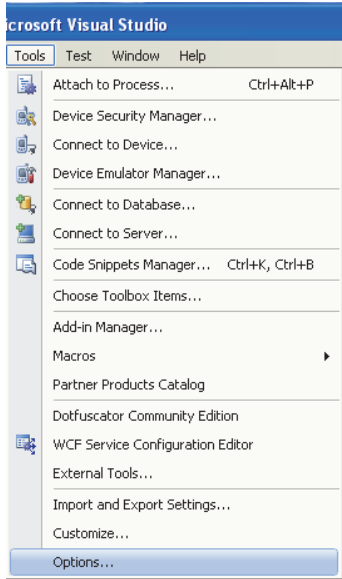 icrosoft Visual Studio
Tools Test Window Help
Attach to Process... Ctrl+Alt+P
Device Security Manager...
Connect to Device...
Device Emulator Manager...
Connect to Database...
Connect to Server...
Code Snippets Manager... Ctrl+K, Ctrl+B
Choose Toolbox Items...
Add-in Manager...
Macros
Partner Products Catalog
Dotfuscator Community Edition
WCF Service Configuration Editor
External Tools...
Import and Export Settings...
Customize...
Options...